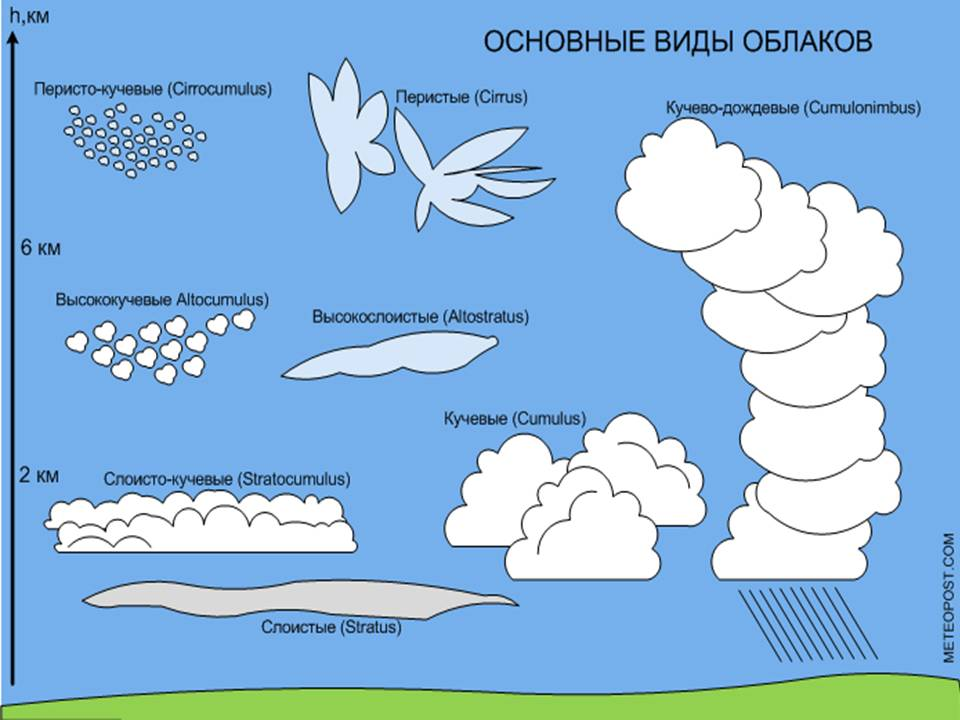 h,км
ОСНОВНЫЕ ВИДЫ ОБЛАКОВ
Перисто-кучевые (Cirrocumulus)
Перистые (Cirrus)
Кучево-дождевые (Cumulonimbus)
6 км
Высококучевые Altocumulus)
Высокослоистые (Altostratus)
Кучевые (Cumulus)
2 км
Слоисто-кучевые (Stratocumulus)
Слоистые (Stratus)
METEOPOST.COM